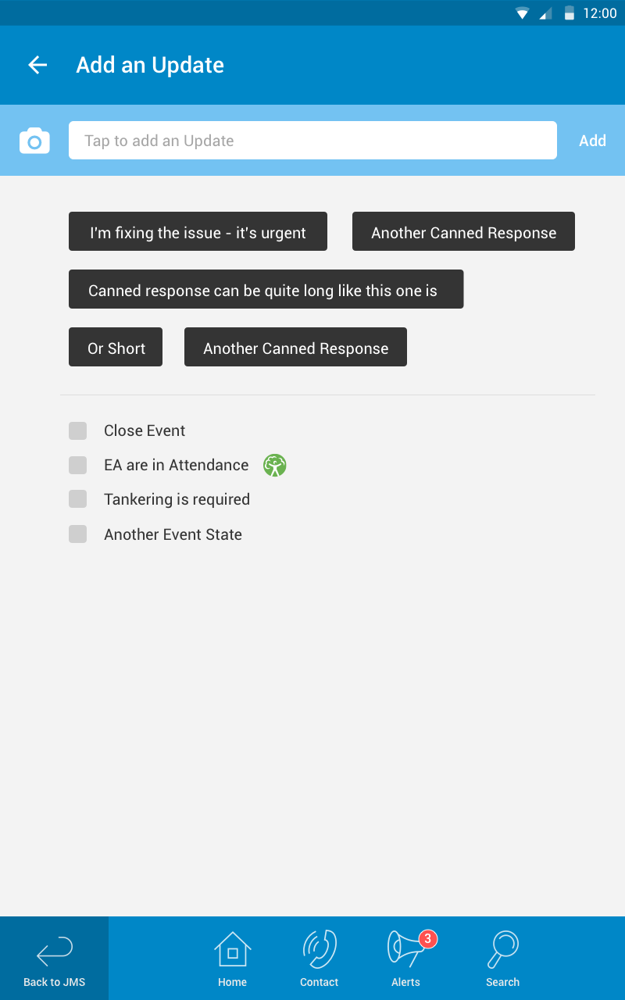 12:00
Add an Update
Tap to add an Update
Add
I'm fixing the issue - it's urgent
Another Canned Response
Canned response can be quite long like this one is
Or Short
Another Canned Response
Close Event
EA are in Attendance
Tankering is required
Another Event State
3
Back to JMS
Home
Contact
Alerts
Search